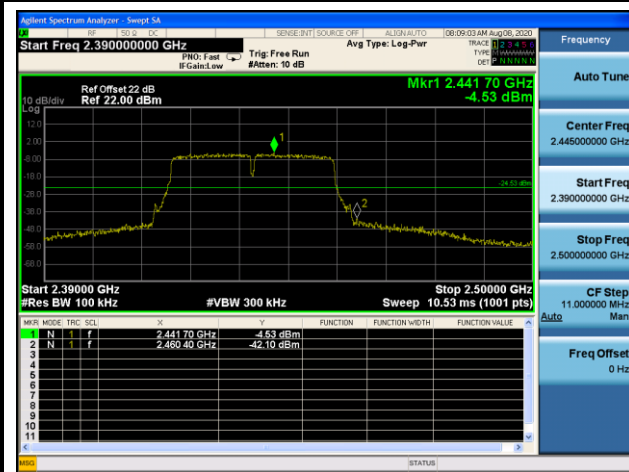 Agilent Spectrum Analyzer - Swept SA
RF 50 Ω DC SENSE:INT SOURCE OFF ALIGN AUTO 08:09:03 AM Aug 08, 2020
Start Freq 2.390000000 GHz
PNO: Fast
IFGain:Low
Trig: Free Run
#Atten: 10 dB
Avg Type: Log-Pwr
TRACE 1 2 3 4 5 6
TYPE M WWWWW
DET P N N N N N
Ref Offset 22 dB
10 dB/div Ref 22.00 dBm
Log
Mkr1 2.441 70 GHz
-4.53 dBm
12.0
2.00
-8.00
-18.0
-28.0
-38.0
-48.0
-58.0
-68.0
1
2
-24.53 dBm
Start 2.39000 GHz Stop 2.50000 GHz
#Res BW 100 kHz #VBW 300 kHz Sweep 10.53 ms (1001 pts)
MKR MODE TRC SCL X Y FUNCTION FUNCTION WIDTH FUNCTION VALUE
1 N 1 f 2.441 70 GHz -4.53 dBm
2 N 1 f 2.460 40 GHz -42.10 dBm
3
4
5
6
7
8
9
10
11
MSG STATUS
Frequency
Auto Tune
Center Freq
2.445000000 GHz
Start Freq
2.390000000 GHz
Stop Freq
2.500000000 GHz
CF Step
11.000000 MHz
Auto Man
Freq Offset
0 Hz